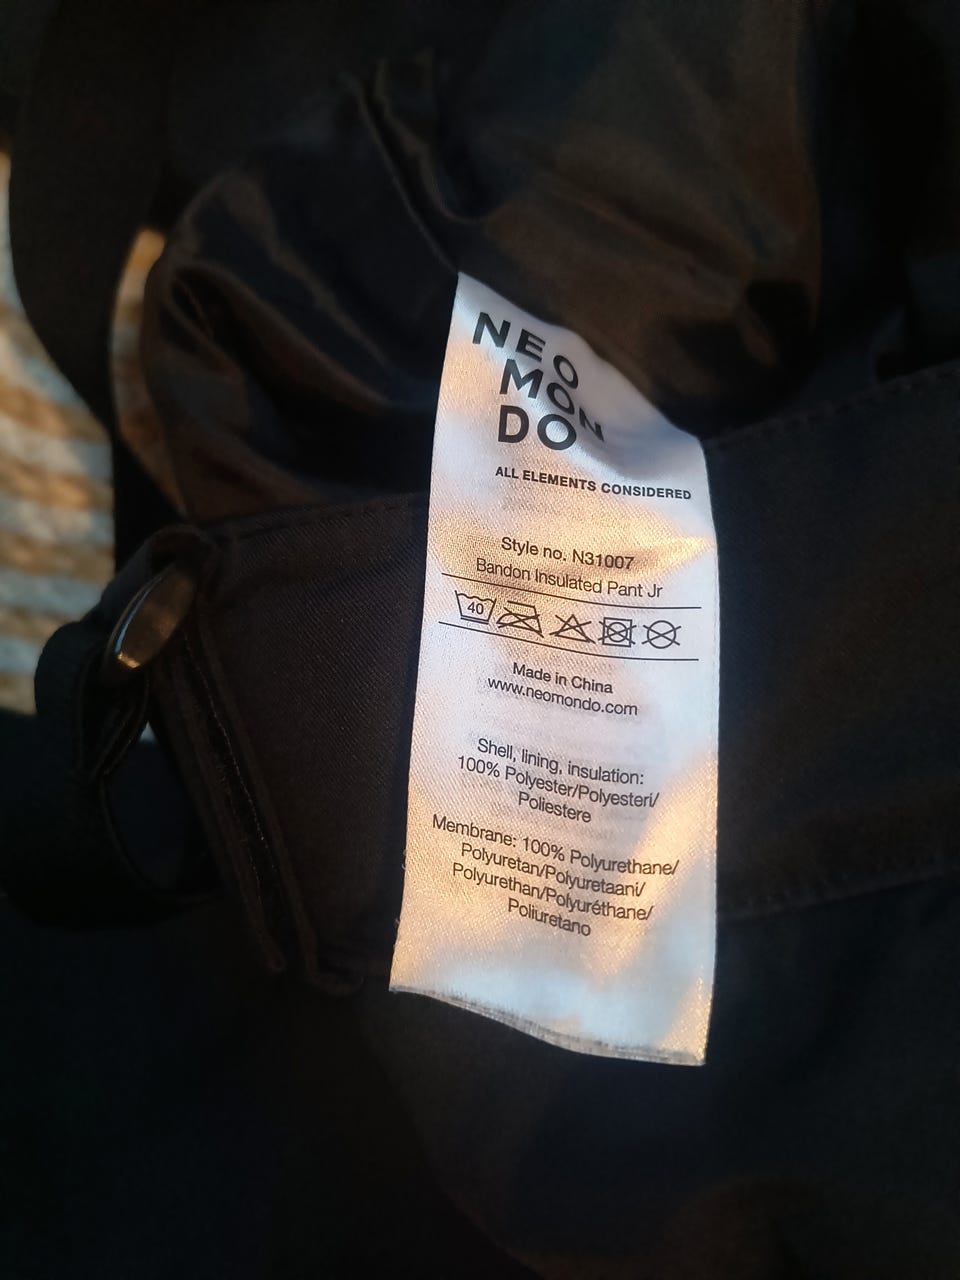 NEO
MON
DO
ALL ELEMENTS CONSIDERED
Style no. N31007
Bandon Insulated Pant Jr
40
Made in China
www.neomondo.com
Shell, lining, insulation:
100% Polyester/Polyesteri/
Poliestere
Membrane: 100% Polyurethane/
Polyuretan/Polyuretaani/
Polyurethan/Polyuréthane/
Poliuretano